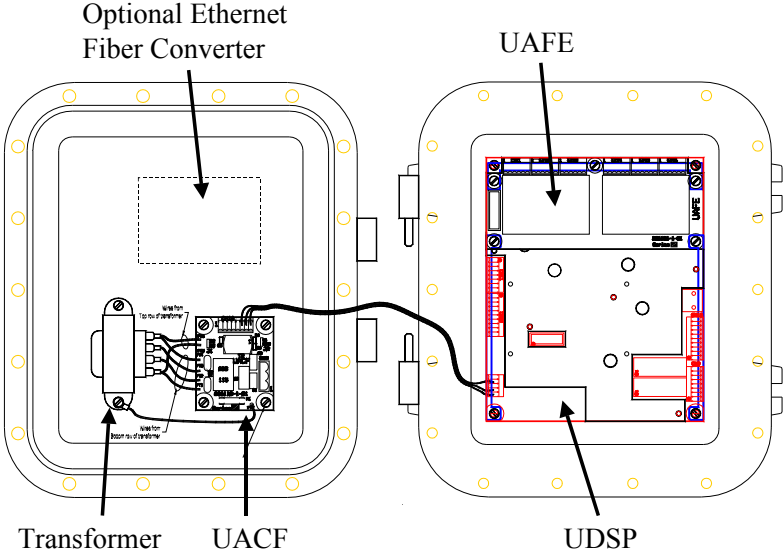 Optional Ethernet
Fiber Converter
UAFE
UAFE
Wires from
Top row of transformer
Wires from
Bottom row of transformer
Transformer
UACF
UDSP